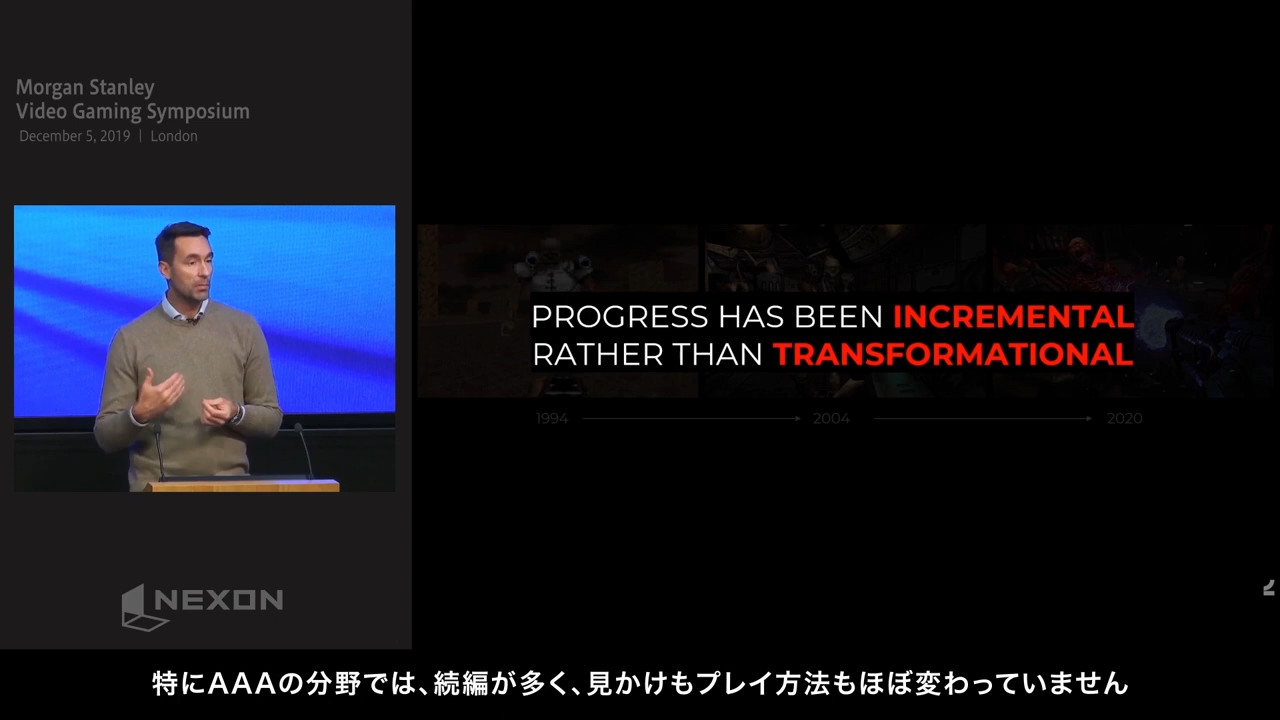 Morgan Stanley
Video Gaming Symposium
December 5, 2019 | London
PROGRESS HAS BEEN INCREMENTAL
RATHER THAN TRANSFORMATIONAL
1994
2004
2020
NEXON
特にAAAの分野では、続編が多く、見かけもプレイ方法もほぼ変わっていません